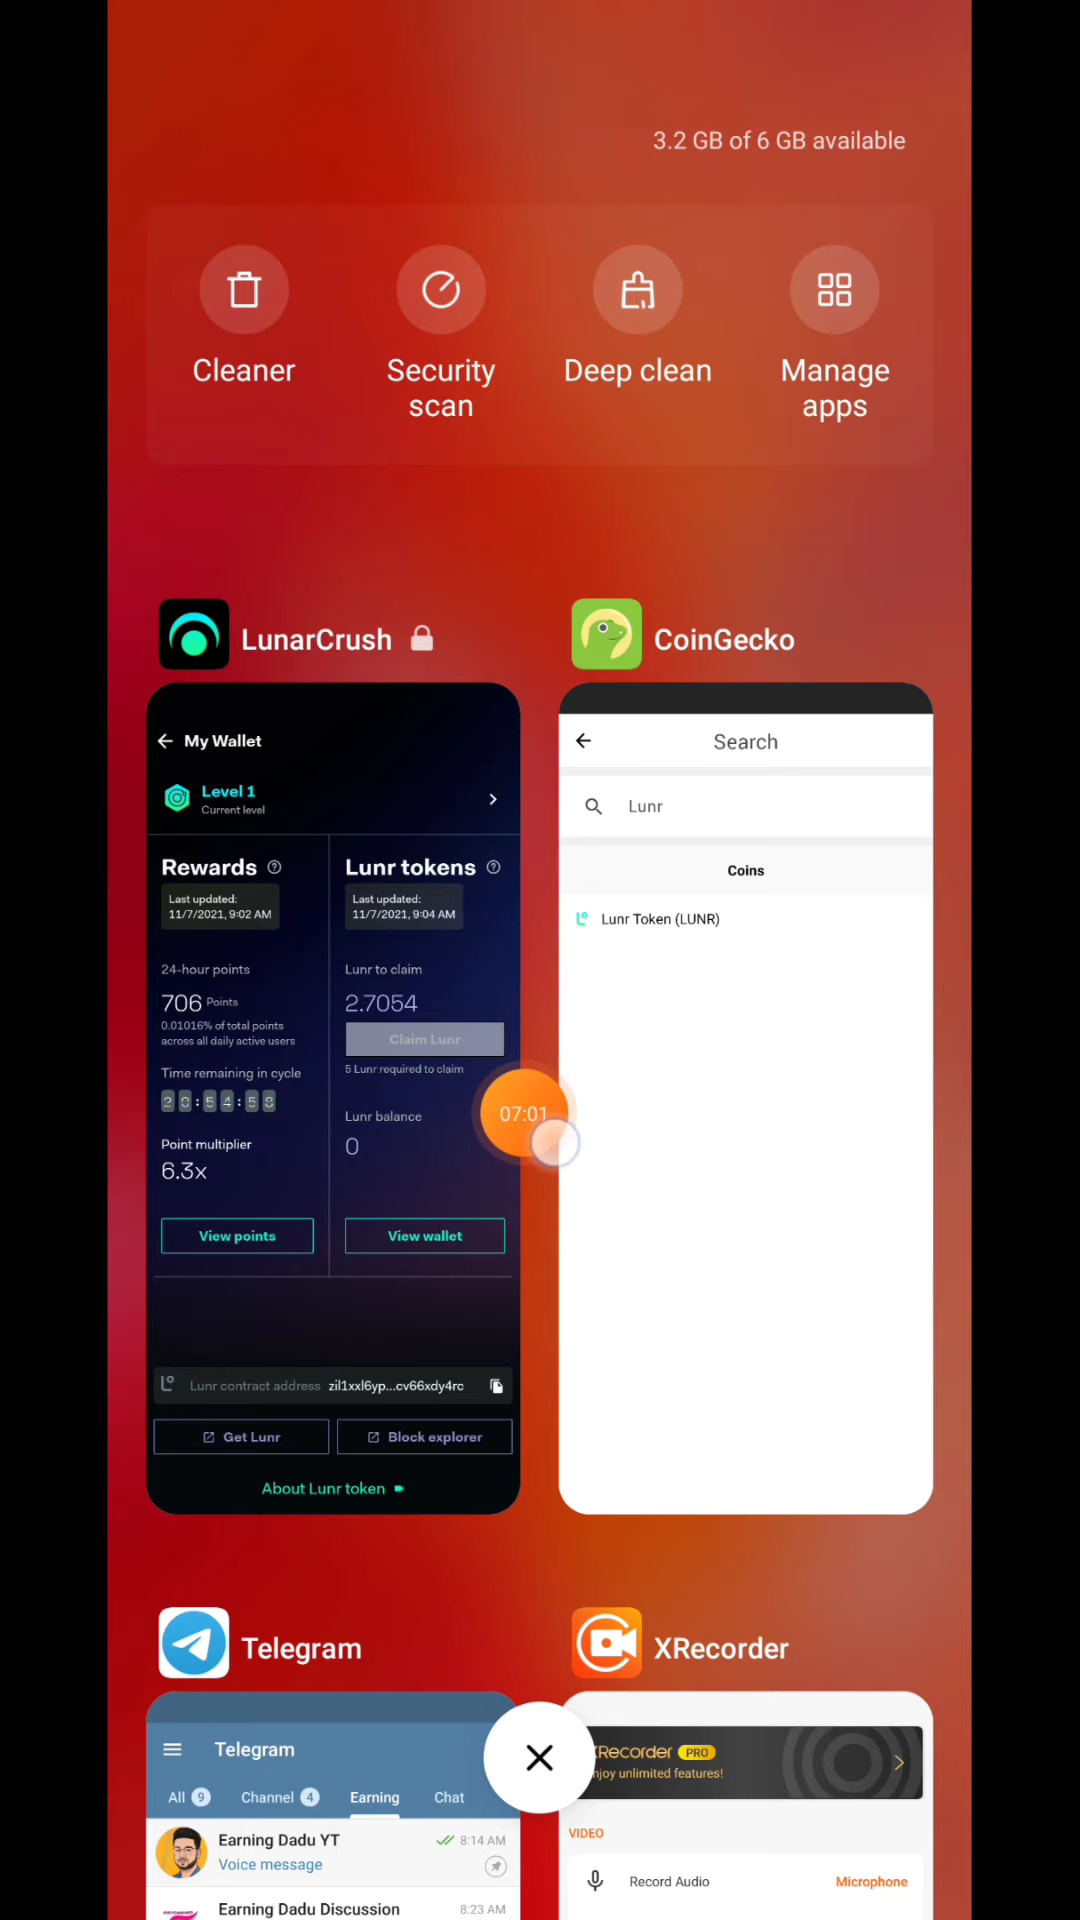 3.2 GB of 6 GB available
Cleaner
Security
scan
Deep clean
Manage
apps
LunarCrush
CoinGecko
My Wallet
Level 1
Current level
Rewards
Last updated:
11/7/2021, 9:02 AM
24-hour points
706 Points
0.01016% of total points
across all daily active users
Time remaining in cycle
20:54:58
Point multiplier
6.3x
View points
Lunr tokens
Last updated:
11/7/2021, 9:04 AM
Lunr to claim
2.7054
Claim Lunr
5 Lunr required to claim
Lunr balance
0
View wallet
Lunr contract address zil1xxl6yp...cv66xdy4rc
Get Lunr
Block explorer
About Lunr token
Search
Lunr
Coins
Lunr Token (LUNR)
07:01
Telegram
XRecorder
Telegram
All 9
Channel 4
Earning
Chat
Earning Dadu YT
8:14 AM
Voice message
Earning Dadu Discussion
8:23 AM
PRO
unlimited features!
VIDEO
Record Audio
Microphone